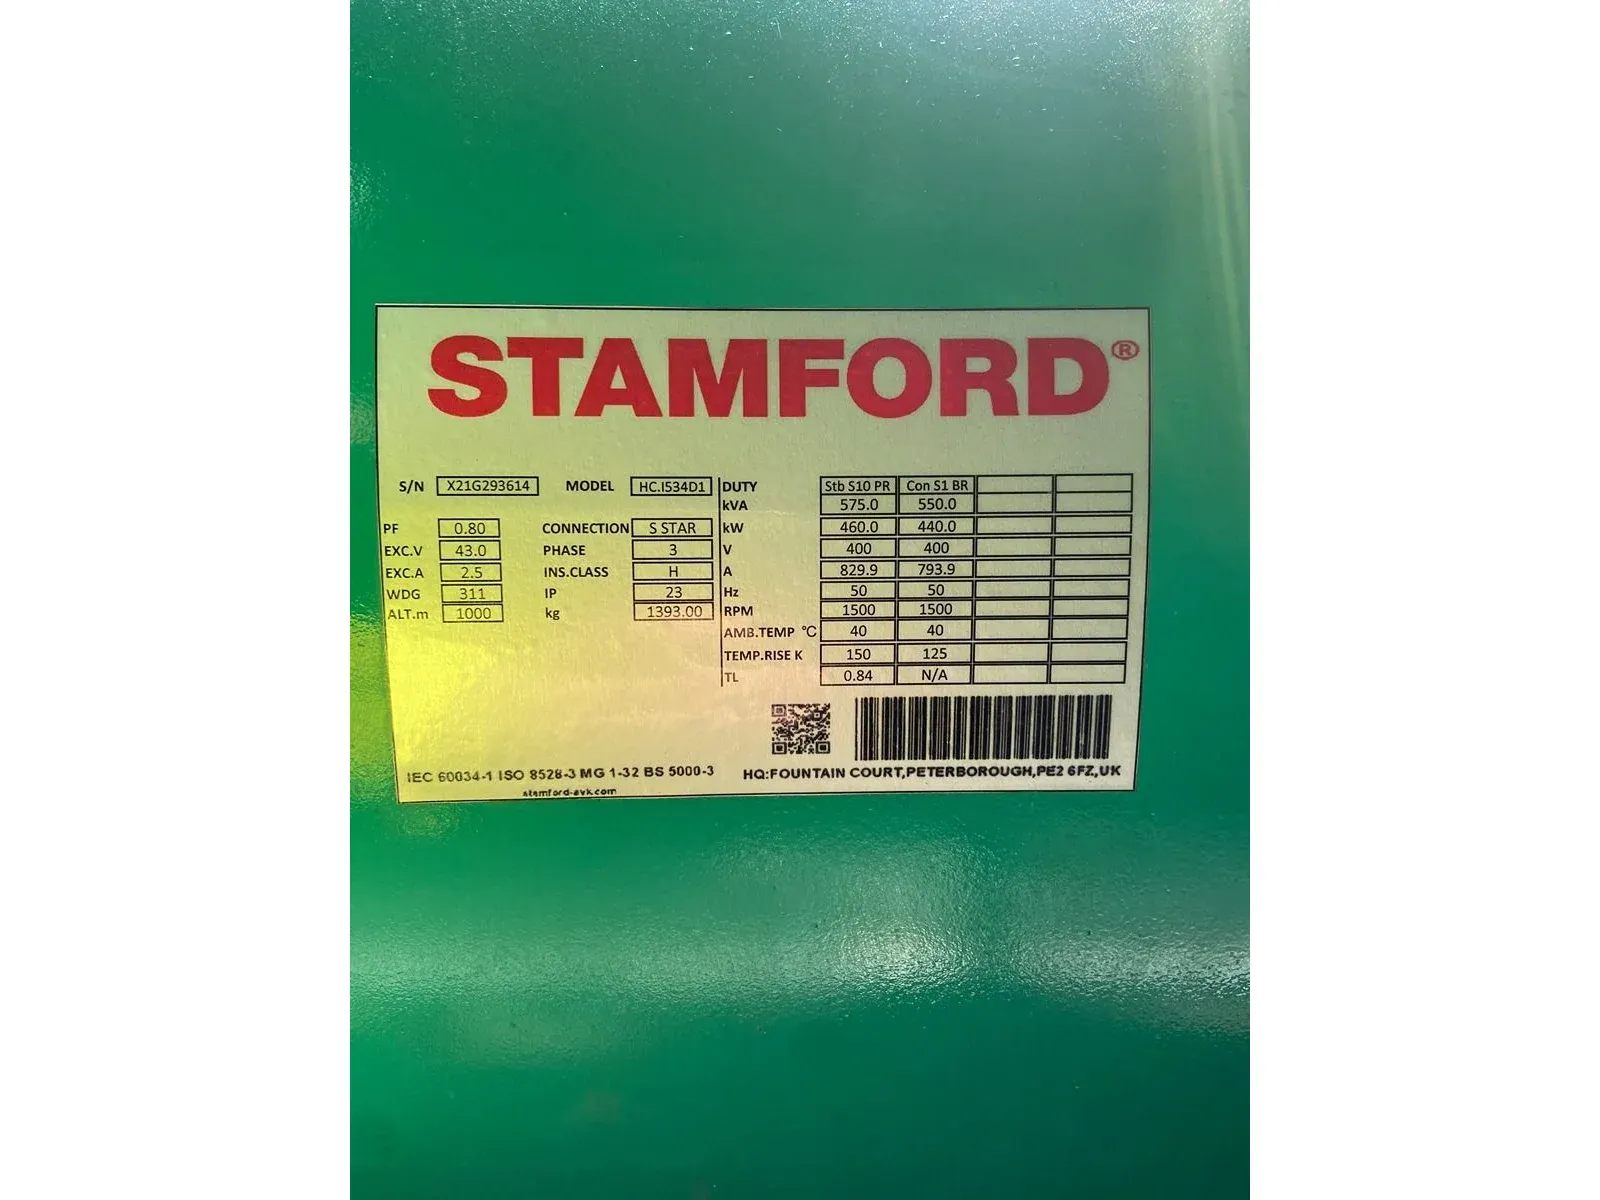 STAMFORD®
S/N X21G293614 MODEL HC.I534D1 DUTY Stb S10 PR Con S1 BR
kVA 575.0 550.0
PF 0.80 CONNECTION S STAR kW 460.0 440.0
EXC.V 43.0 PHASE 3 V 400 400
EXC.A 2.5 INS.CLASS H A 829.9 793.9
WDG 311 IP 23 Hz 50 50
ALT.m 1000 kg 1393.00 RPM 1500 1500
AMB.TEMP °C 40 40
TEMP.RISE K 150 125
TL 0.84 N/A
IEC 60034-1 ISO 8528-3 MG 1-32 BS 5000-3 HQ:FOUNTAIN COURT,PETERBOROUGH,PE2 6FZ,UK
stamford-avk.com